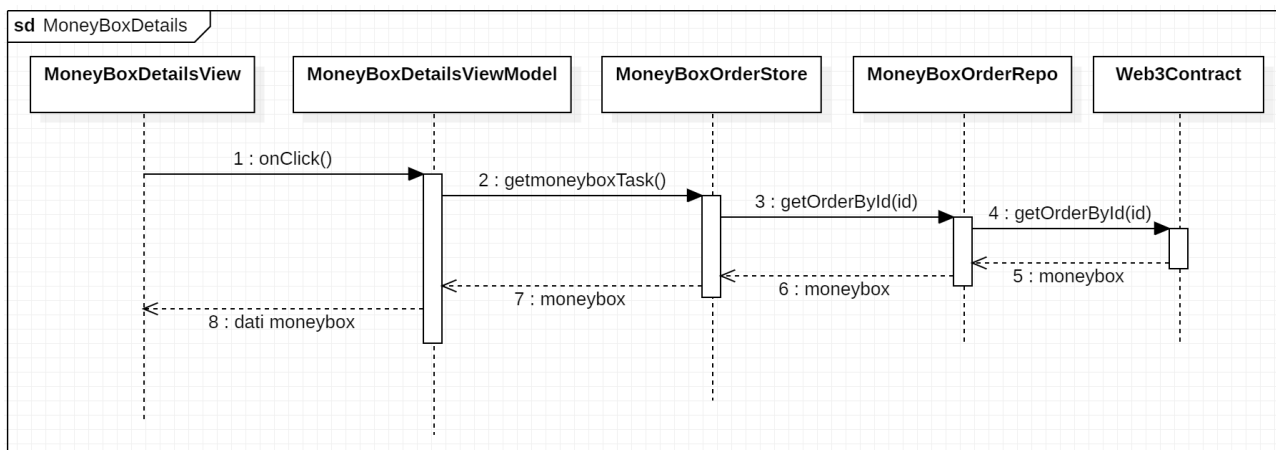 sd MoneyBoxDetails
MoneyBoxDetailsView
MoneyBoxDetailsViewModel
MoneyBoxOrderStore
MoneyBoxOrderRepo
Web3Contract
1 : onClick()
2 : getmoneyboxTask()
3 : getOrderById(id)
4 : getOrderById(id)
5 : moneybox
6 : moneybox
7 : moneybox
8 : dati moneybox